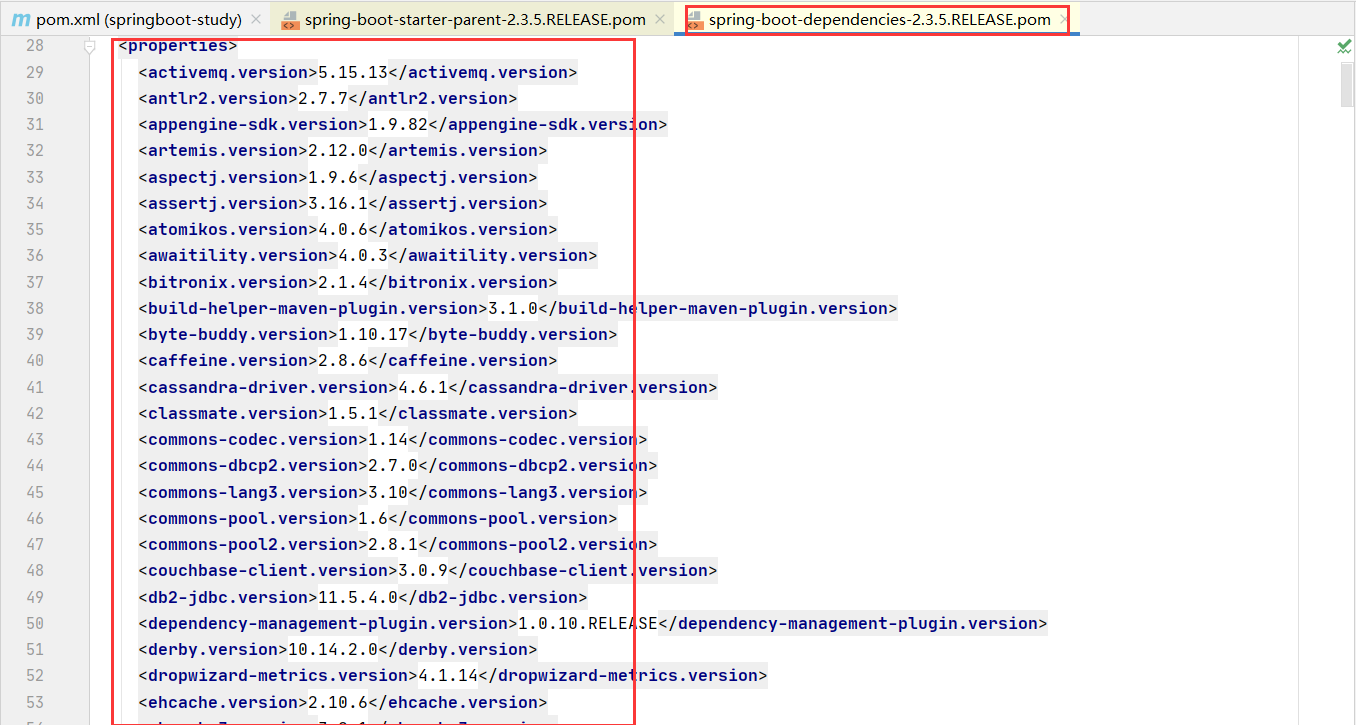 pom.xml (springboot-study) spring-boot-starter-parent-2.3.5.RELEASE.pom spring-boot-dependencies-2.3.5.RELEASE.pom
28 <properties>
29 <activemq.version>5.15.13</activemq.version>
30 <antlr2.version>2.7.7</antlr2.version>
31 <appengine-sdk.version>1.9.82</appengine-sdk.version>
32 <artemis.version>2.12.0</artemis.version>
33 <aspectj.version>1.9.6</aspectj.version>
34 <assertj.version>3.16.1</assertj.version>
35 <atomikos.version>4.0.6</atomikos.version>
36 <awaitility.version>4.0.3</awaitility.version>
37 <bitronix.version>2.1.4</bitronix.version>
38 <build-helper-maven-plugin.version>3.1.0</build-helper-maven-plugin.version>
39 <byte-buddy.version>1.10.17</byte-buddy.version>
40 <caffeine.version>2.8.6</caffeine.version>
41 <cassandra-driver.version>4.6.1</cassandra-driver.version>
42 <classmate.version>1.5.1</classmate.version>
43 <commons-codec.version>1.14</commons-codec.version>
44 <commons-dbcp2.version>2.7.0</commons-dbcp2.version>
45 <commons-lang3.version>3.10</commons-lang3.version>
46 <commons-pool.version>1.6</commons-pool.version>
47 <commons-pool2.version>2.8.1</commons-pool2.version>
48 <couchbase-client.version>3.0.9</couchbase-client.version>
49 <db2-jdbc.version>11.5.4.0</db2-jdbc.version>
50 <dependency-management-plugin.version>1.0.10.RELEASE</dependency-management-plugin.version>
51 <derby.version>10.14.2.0</derby.version>
52 <dropwizard-metrics.version>4.1.14</dropwizard-metrics.version>
53 <ehcache.version>2.10.6</ehcache.version>